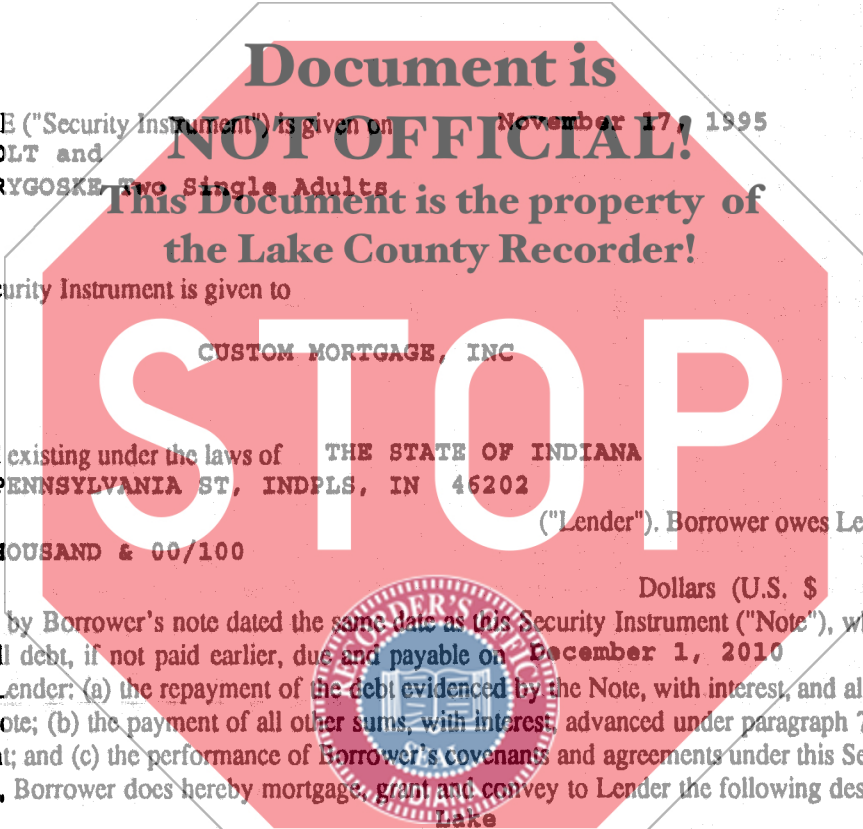 Document is
E ("Security Instrument") is given on November 17, 1995
NOT OFFICIAL!
OLT and
RYGOSKE, Two Single Adults
This Document is the property of
the Lake County Recorder!
curity Instrument is given to
STOP
CUSTOM MORTGAGE, INC
existing under the laws of THE STATE OF INDIANA
PENNSYLVANIA ST, INDPLS, IN 46202
("Lender"). Borrower owes Le
HOUSAND & 00/100
Dollars (U.S. $
by Borrower's note dated the same date as this Security Instrument ("Note"), wh
l debt, if not paid earlier, due and payable on December 1, 2010
Lender; (a) the repayment of the debt evidenced by the Note, with interest, and al
ote; (b) the payment of all other sums, with interest, advanced under paragraph 7
t; and (c) the performance of Borrower's covenants and agreements under this Se
, Borrower does hereby mortgage, grant and convey to Lender the following des
Lake
RECORDER'S OFFICE
SEAL
INDIANA